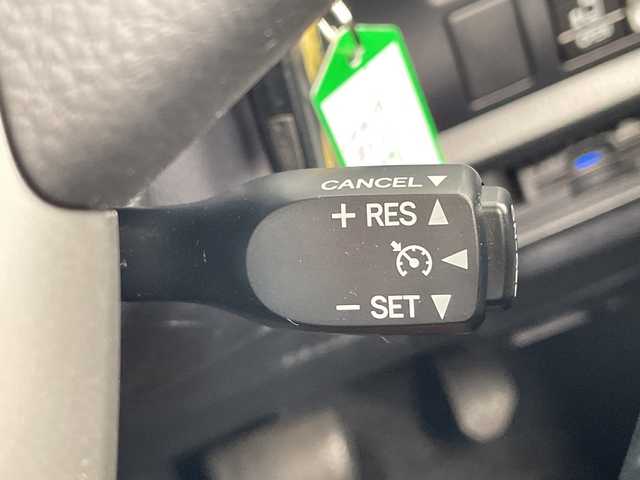 CANCEL ▼
+ RES ▲
◀
− SET ▼